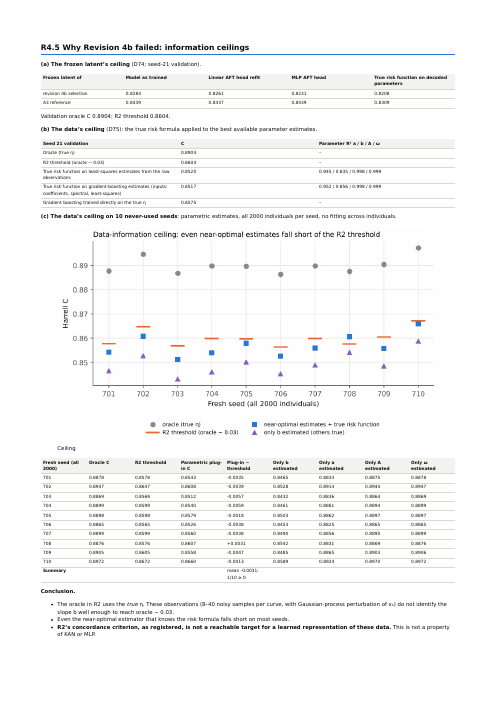 R4.5 Why Revision 4b failed: information ceilings
(a) The frozen latent's ceiling (D74; seed-21 validation).
Frozen latent of Model as trained Linear AFT head refit MLP AFT head True risk function on decoded
parameters
revision 4b selection 0.8284 0.8261 0.8231 0.8208
A3 reference 0.8439 0.8437 0.8439 0.8309
Validation oracle C 0.8904; R2 threshold 0.8604.
(b) The data's ceiling (D75): the true risk formula applied to the best available parameter estimates.
Seed 21 validation C Parameter R² a / b / A / ω
Oracle (true η) 0.8903 –
R2 threshold (oracle − 0.03) 0.8603 –
True risk function on least-squares estimates from the raw 0.8520 0.945 / 0.835 / 0.998 / 0.999
observations
True risk function on gradient-boosting estimates (inputs: 0.8517 0.952 / 0.856 / 0.998 / 0.999
coefficients, spectral, least-squares)
Gradient boosting trained directly on the true η 0.8575 –
(c) The data's ceiling on 10 never-used seeds: parametric estimates, all 2000 individuals per seed, no fitting across individuals.
Data-information ceiling: even near-optimal estimates fall short of the R2 threshold
Harrell C
0.89
0.88
0.87
0.86
0.85
701 702 703 704 705 706 707 708 709 710
Fresh seed (all 2000 individuals)
oracle (true η) near-optimal estimates + true risk function
R2 threshold (oracle − 0.03) only b estimated (others true)
Ceiling
Fresh seed (all Oracle C R2 threshold Parametric plug- Plug-in − Only b Only a Only A Only ω
2000) in C threshold estimated estimated estimated estimated
701 0.8878 0.8578 0.8543 -0.0035 0.8465 0.8833 0.8875 0.8878
702 0.8947 0.8647 0.8608 -0.0039 0.8528 0.8914 0.8943 0.8947
703 0.8869 0.8569 0.8512 -0.0057 0.8432 0.8836 0.8864 0.8869
704 0.8899 0.8599 0.8540 -0.0059 0.8461 0.8861 0.8894 0.8899
705 0.8898 0.8598 0.8579 -0.0018 0.8503 0.8862 0.8897 0.8897
706 0.8865 0.8565 0.8526 -0.0038 0.8453 0.8825 0.8865 0.8865
707 0.8899 0.8599 0.8560 -0.0038 0.8490 0.8856 0.8895 0.8899
708 0.8876 0.8576 0.8607 +0.0031 0.8542 0.8831 0.8869 0.8876
709 0.8905 0.8605 0.8558 -0.0047 0.8485 0.8865 0.8903 0.8906
710 0.8972 0.8672 0.8660 -0.0013 0.8589 0.8924 0.8970 0.8972
Summary mean -0.0031;
1/10 ≥ 0
Conclusion.
• The oracle in R2 uses the true η. These observations (8–40 noisy samples per curve, with Gaussian-process perturbation of x₁) do not identify the
slope b well enough to reach oracle − 0.03.
• Even the near-optimal estimator that knows the risk formula falls short on most seeds.
• R2's concordance criterion, as registered, is not a reachable target for a learned representation of these data. This is not a property
of KAN or MLP.